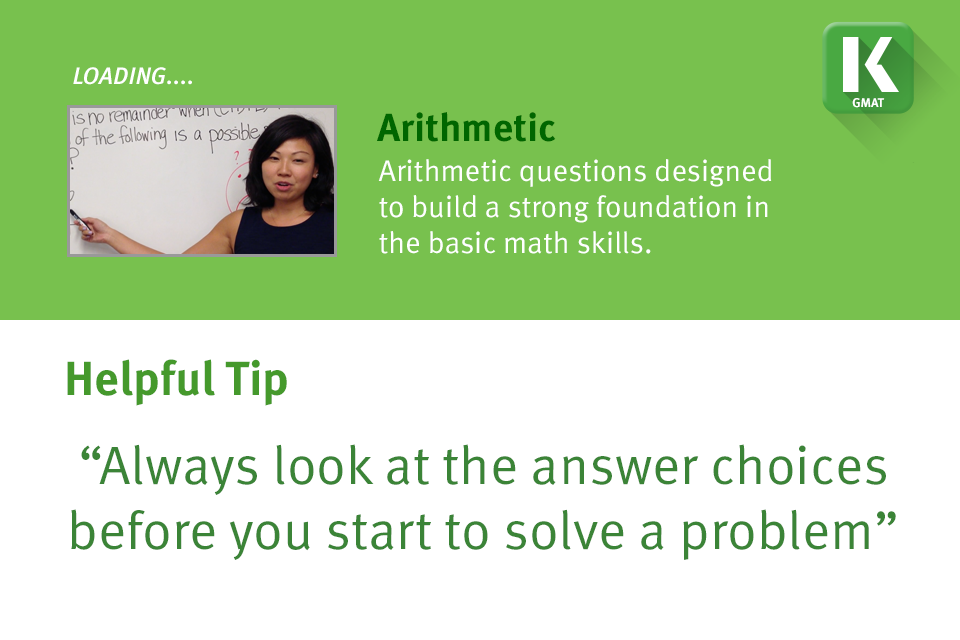 LOADING....
K
GMAT
is no remainder when
of the following is a possible
?
?
Arithmetic
Arithmetic questions designed
to build a strong foundation in
the basic math skills.
Helpful Tip
“Always look at the answer choices
before you start to solve a problem”